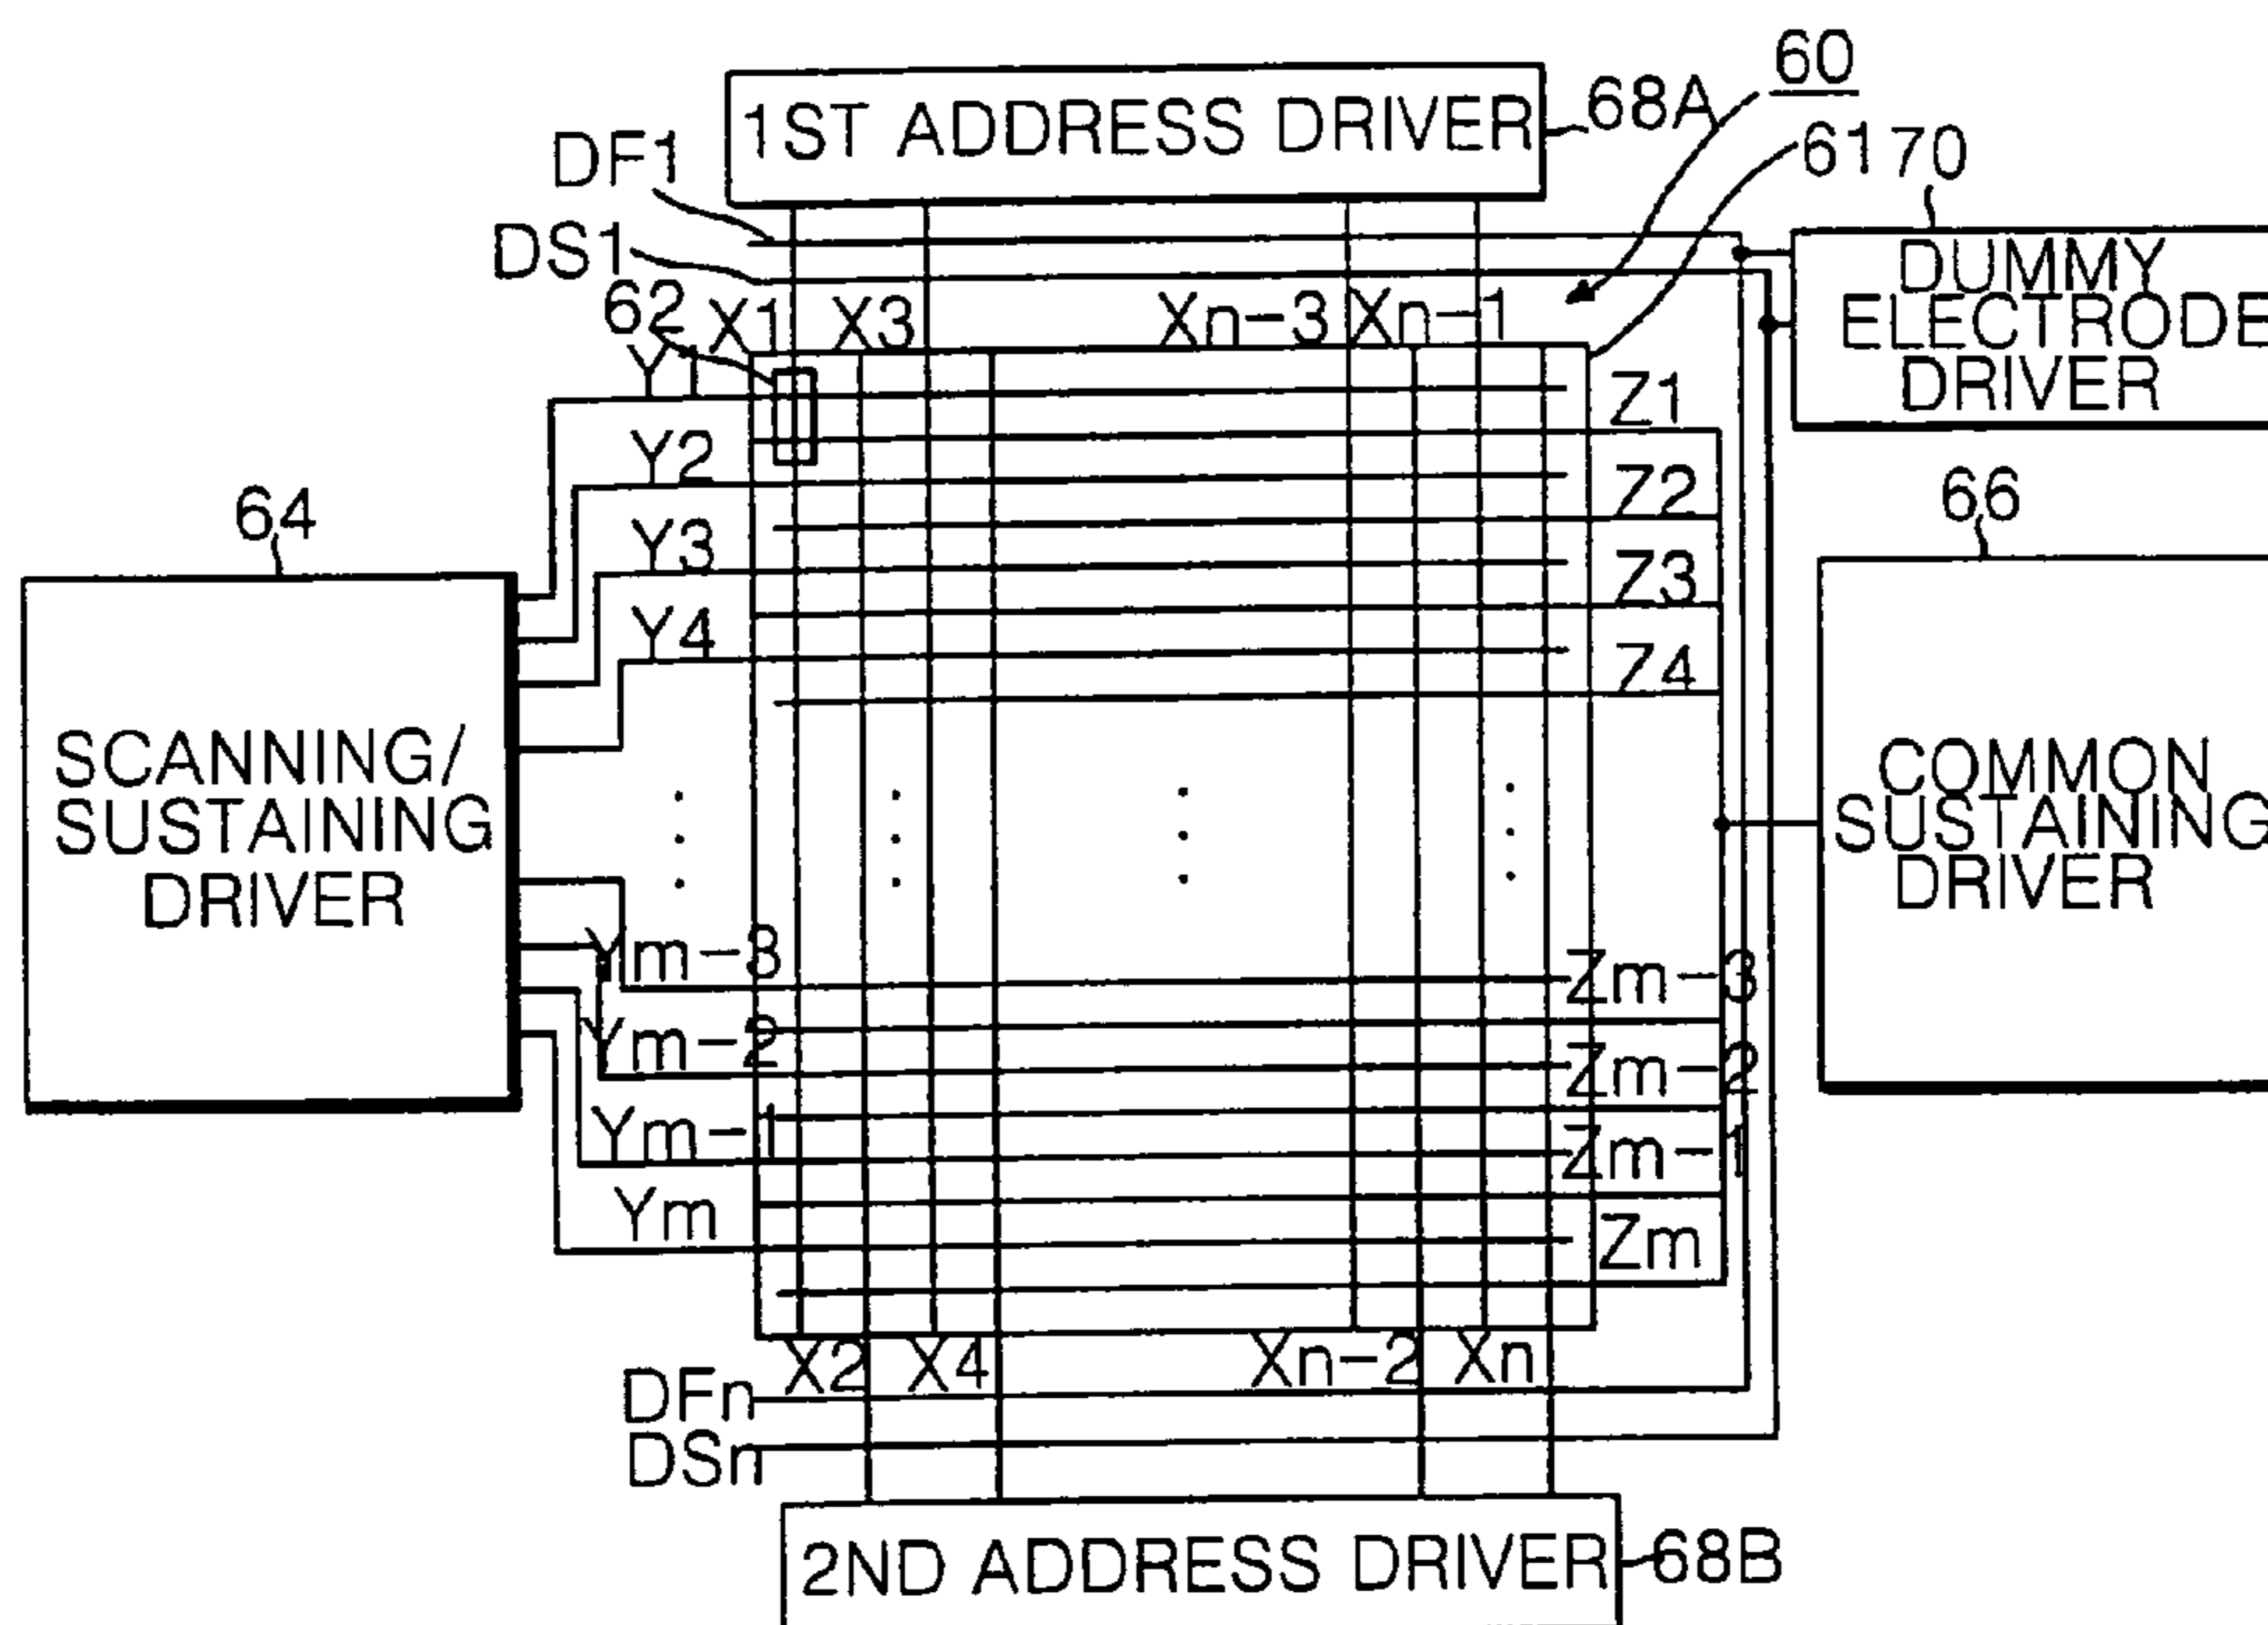 60
1ST ADDRESS DRIVER
68A
DF1
61
70
DS1
DUMMY
ELECTRODE
DRIVER
62
X1
X3
Xn-3
Xn-1
Y1
Z1
Y2
Z2
64
66
Y3
Z3
Y4
Z4
SCANNING/
SUSTAINING
DRIVER
COMMON
SUSTAINING
DRIVER
Ym-3
Zm-3
Ym-2
Zm-2
Ym-1
Zm-1
Ym
Zm
X2
X4
Xn-2
Xn
DFn
DSn
2ND ADDRESS DRIVER
68B